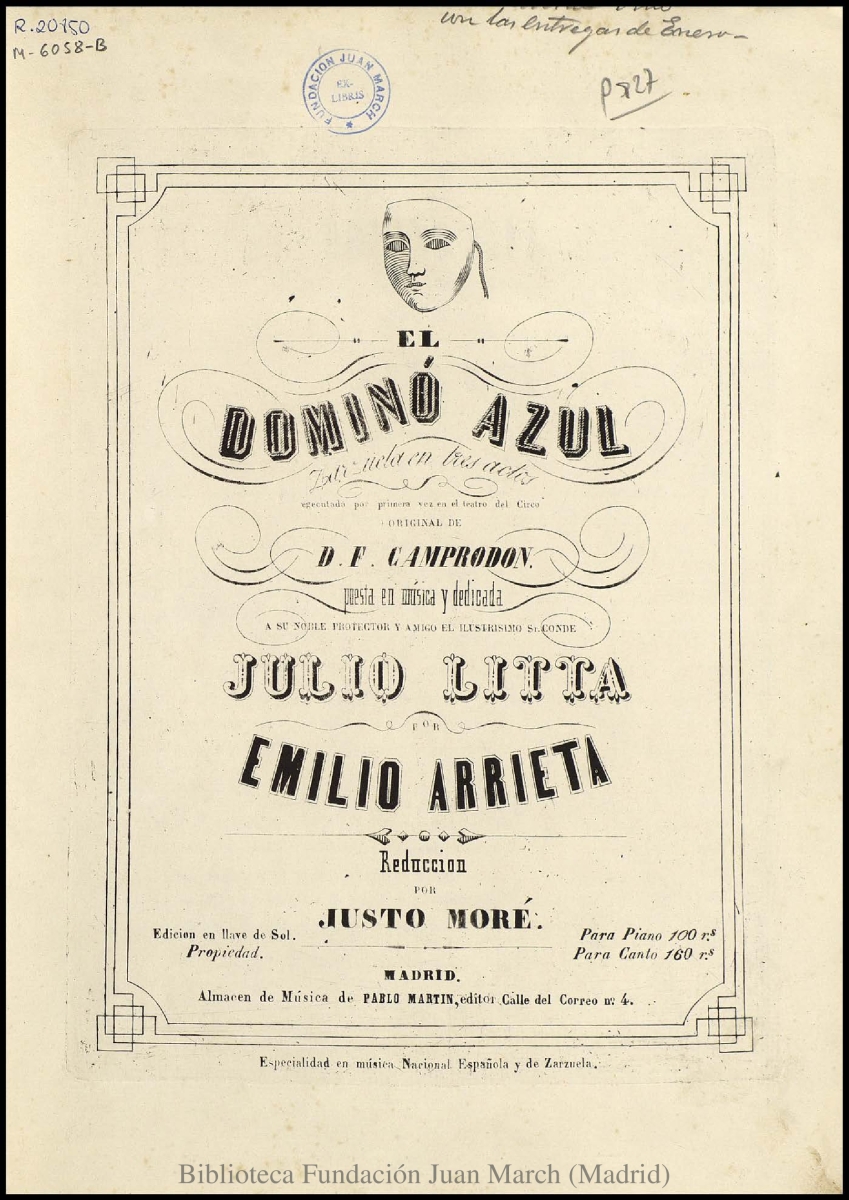 R.20150
M-6058-B
con las entregas de Enero-
FUNDACION JUAN MARCH
EX-
LIBRIS
EL
DOMINÓ AZUL
Zarzuela en tres actos
egecutada por primera vez en el teatro del Circo
ORIGINAL DE
D. F. CAMPRODON.
puesta en música y dedicada
A SU NOBLE PROTECTOR Y AMIGO EL ILUSTRISIMO Sr. CONDE
JULIO LITTA
POR
EMILIO ARRIETA
Reduccion
POR
JUSTO MORÉ.
Edicion en llave de Sol.
Propiedad.
Para Piano 100 r.s
Para Canto 160 r.s
MADRID.
Almacen de Música de PABLO MARTIN, editor, Calle del Correo nº 4.
Especialidad en música Nacional Española y de Zarzuela.
Biblioteca Fundación Juan March (Madrid)